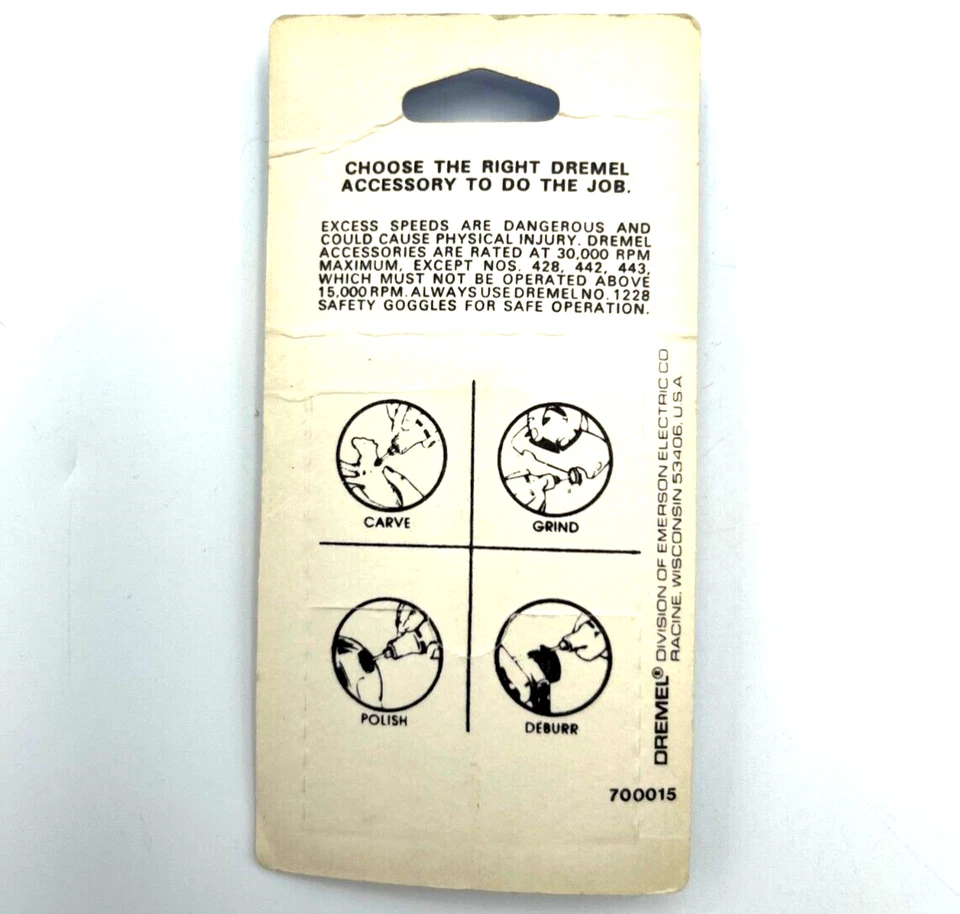 CHOOSE THE RIGHT DREMEL
ACCESSORY TO DO THE JOB.
EXCESS SPEEDS ARE DANGEROUS AND
COULD CAUSE PHYSICAL INJURY. DREMEL
ACCESSORIES ARE RATED AT 30,000 RPM
MAXIMUM, EXCEPT NOS. 428, 442, 443,
WHICH MUST NOT BE OPERATED ABOVE
15,000 RPM. ALWAYS USE DREMEL NO. 1228
SAFETY GOGGLES FOR SAFE OPERATION.
CARVE
GRIND
POLISH
DEBURR
DREMEL® DIVISION OF EMERSON ELECTRIC CO
RACINE, WISCONSIN 53406, U.S.A
700015